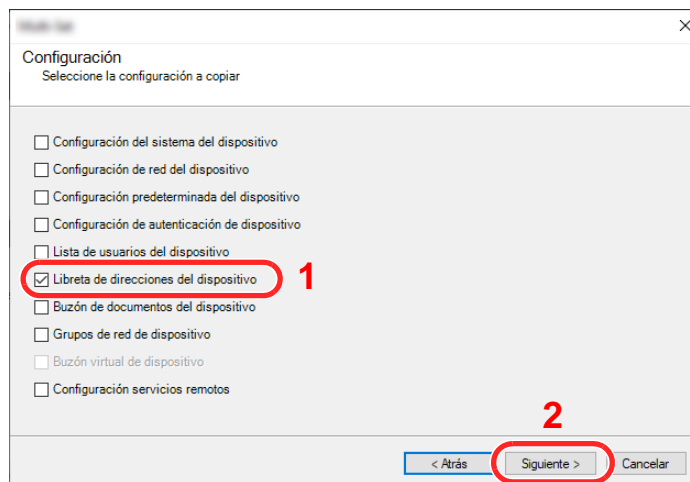 Configuración
Seleccione la configuración a copiar
Configuración del sistema del dispositivo
Configuración de red del dispositivo
Configuración predeterminada del dispositivo
Configuración de autenticación de dispositivo
Lista de usuarios del dispositivo
Libreta de direcciones del dispositivo
1
Buzón de documentos del dispositivo
Grupos de red de dispositivo
Buzón virtual de dispositivo
Configuración servicios remotos
2
< Atrás
Siguiente >
Cancelar